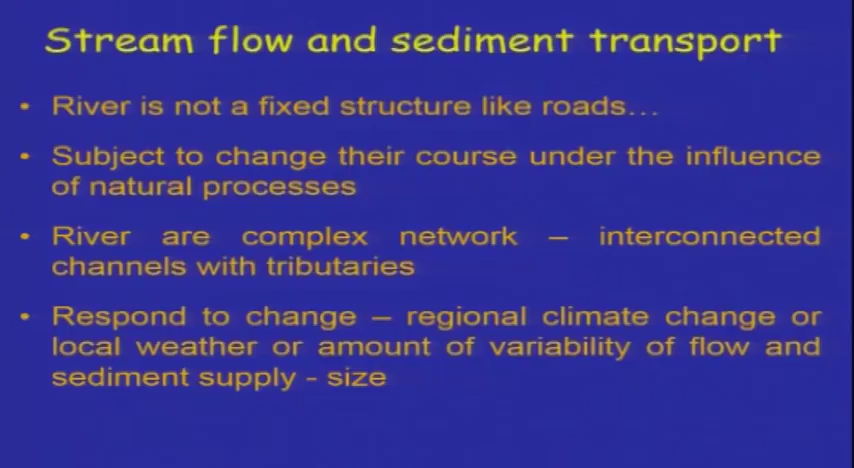 Stream flow and sediment transport
• River is not a fixed structure like roads…
• Subject to change their course under the influence
of natural processes
• River are complex network – interconnected
channels with tributaries
• Respond to change – regional climate change or
local weather or amount of variability of flow and
sediment supply - size